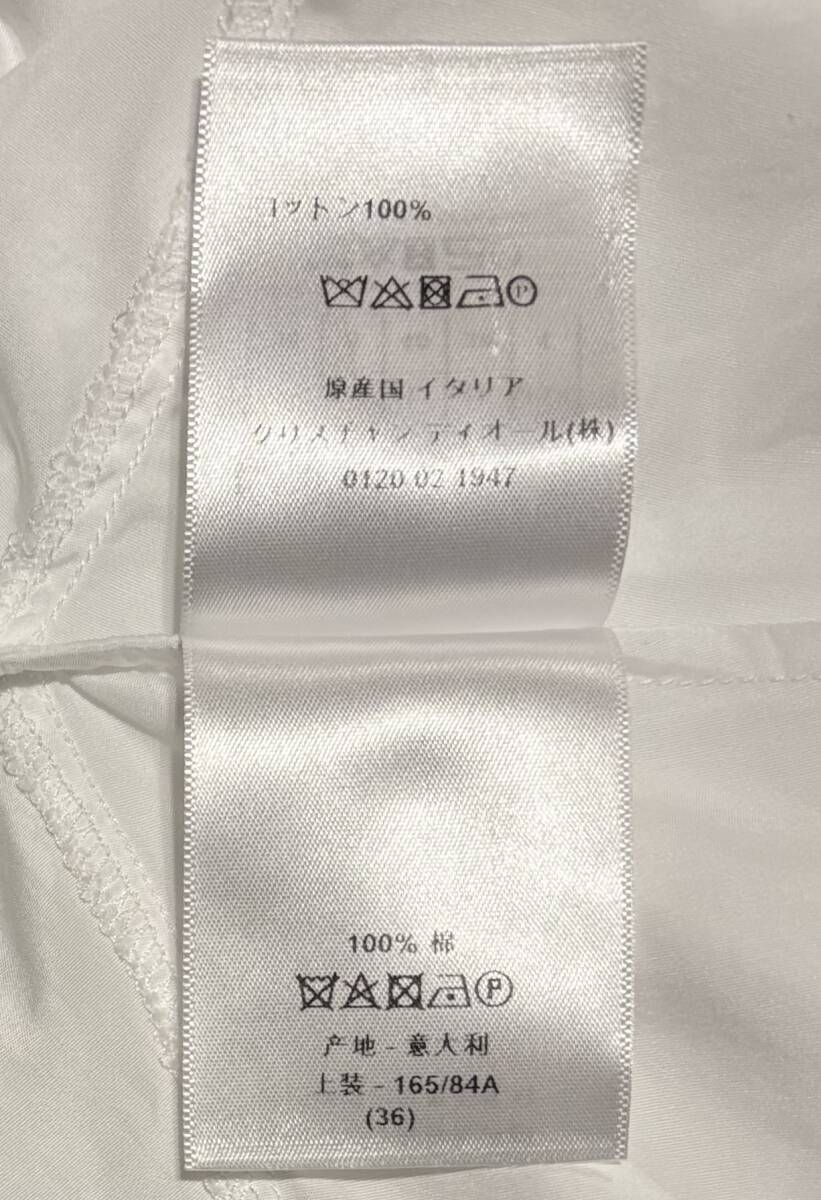 コットン100%
原産国 イタリア
クリスチャン ディオール(株)
0120 02 1947
100% 棉
产地 - 意大利
上装 - 165/84A
(36)